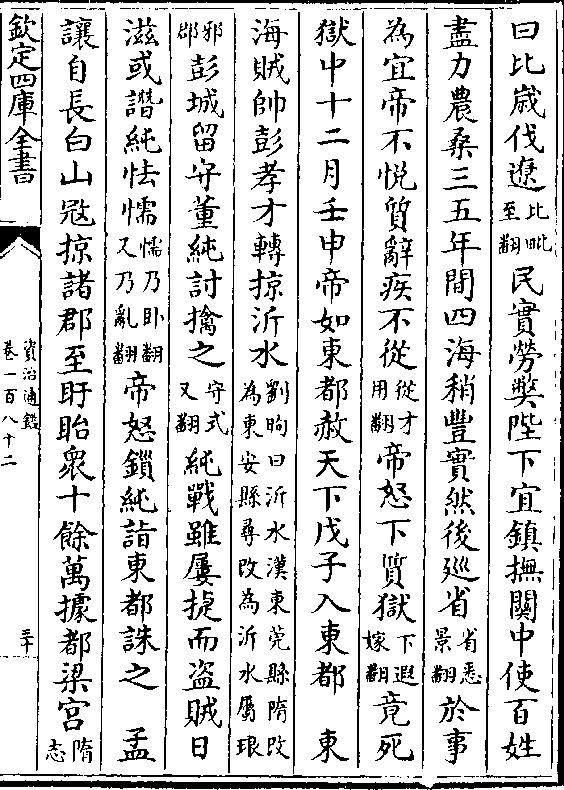 曰比嵗伐遼比毗至翻民實勞獘陛下宜鎮撫關中使百姓
盡力農桑三五年間四海稍豐實然後廵省省悉景翻於事
為宜帝不悦質辭疾不從從才用翻帝怒下質獄下遐嫁翻竟死
獄中十二月壬申帝如東都赦天下戊子入東都　東
海賊帥彭孝才轉掠沂水劉昫曰沂水漢東莞縣隋改為東安縣尋改為沂水屬琅
邪郡彭城留守董純討擒之守式又翻純戰雖屢㨗而盜賊日
滋或譖純怯懦懦乃卧翻又乃亂翻帝怒鎖純詣東都誅之　孟
讓自長白山㓂掠諸郡至盱眙衆十餘萬據都梁宫隋志
欽定四庫全書
資治通鑑
卷一百八十二
三十